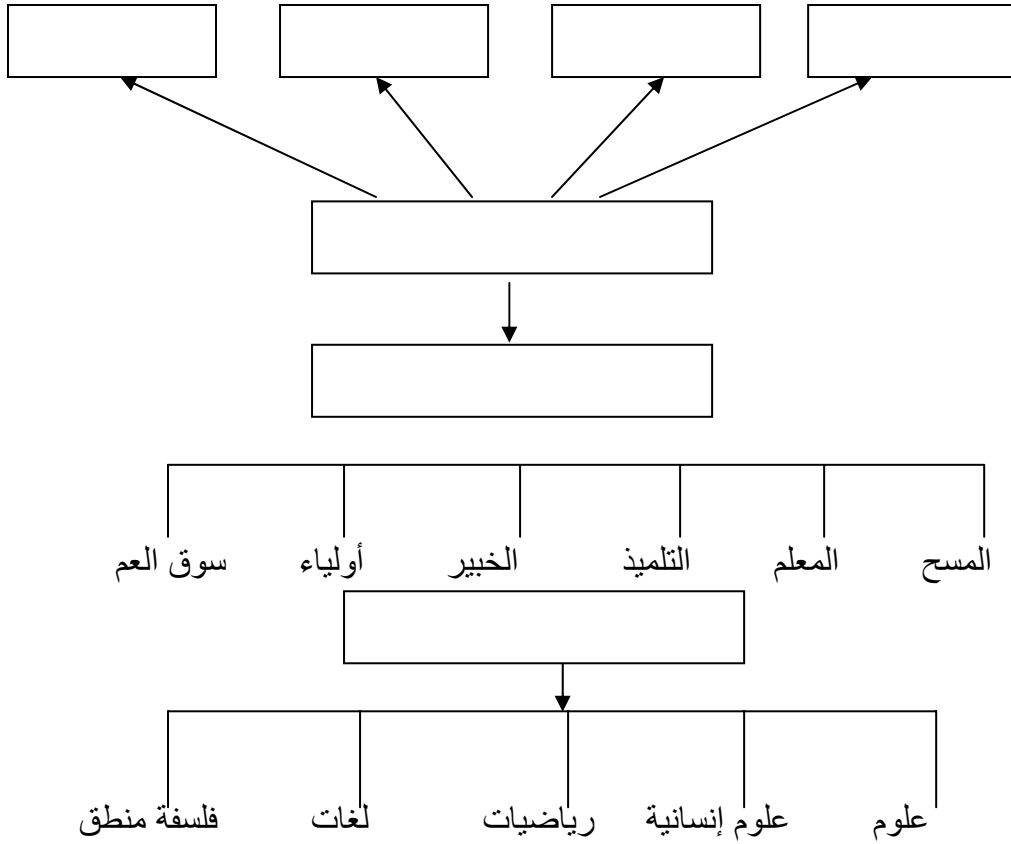 المسح المعلم التلميذ الخبير أولياء سوق العم
علوم علوم إنسانية رياضيات لغات فلسفة منطق